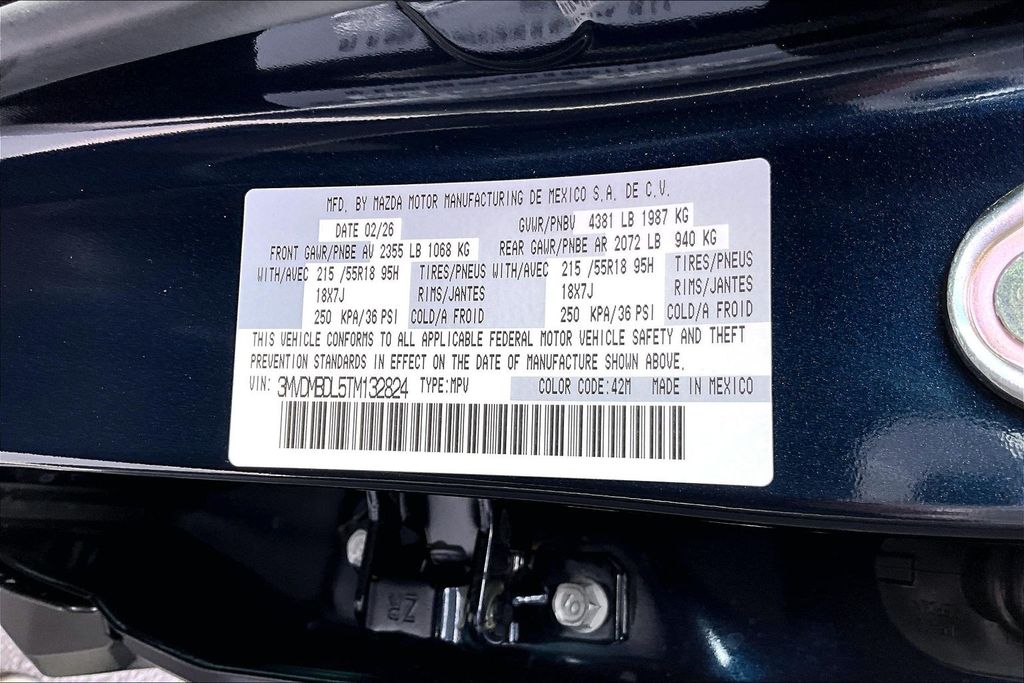 MFD. BY MAZDA MOTOR MANUFACTURING DE MEXICO S.A. DE C.V.
DATE 02/26 GVWR/PNBV 4381 LB 1987 KG
FRONT GAWR/PNBE AV 2355 LB 1068 KG REAR GAWR/PNBE AR 2072 LB 940 KG
WITH/AVEC 215 /55R18 95H TIRES/PNEUS WITH/AVEC 215 /55R18 95H TIRES/PNEUS
18X7J RIMS/JANTES 18X7J RIMS/JANTES
250 KPA/36 PSI COLD/A FROID 250 KPA/36 PSI COLD/A FROID
THIS VEHICLE CONFORMS TO ALL APPLICABLE FEDERAL MOTOR VEHICLE SAFETY AND THEFT
PREVENTION STANDARDS IN EFFECT ON THE DATE OF MANUFACTURE SHOWN ABOVE.
VIN: 3MVDMBDL5TM132824 TYPE:MPV COLOR CODE:42M MADE IN MEXICO
ZR